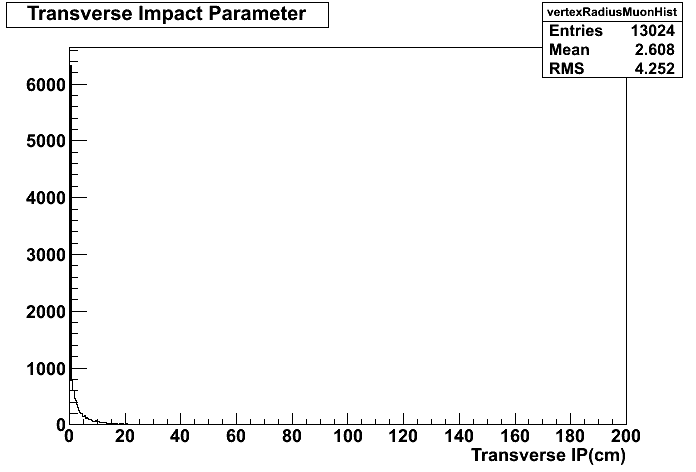 Transverse Impact Parameter
vertexRadiusMuonHist
Entries 13024
Mean 2.608
RMS 4.252
6000
5000
4000
3000
2000
1000
0
0 20 40 60 80 100 120 140 160 180 200
Transverse IP(cm)